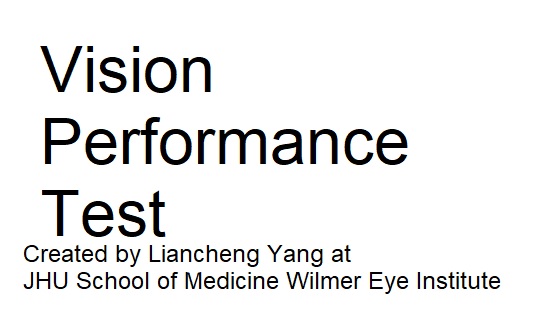 Vision
Performance
Test
Created by Liancheng Yang at
JHU School of Medicine Wilmer Eye Institute